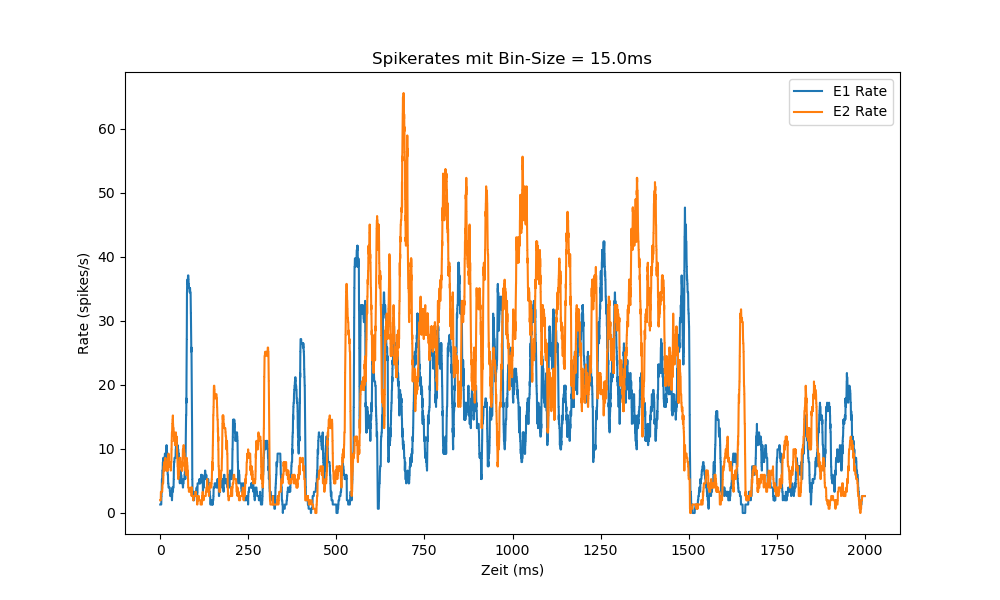 Spikerates mit Bin-Size = 15.0ms
E1 Rate
E2 Rate
Rate (spikes/s)
60
50
40
30
20
10
0
0 250 500 750 1000 1250 1500 1750 2000
Zeit (ms)